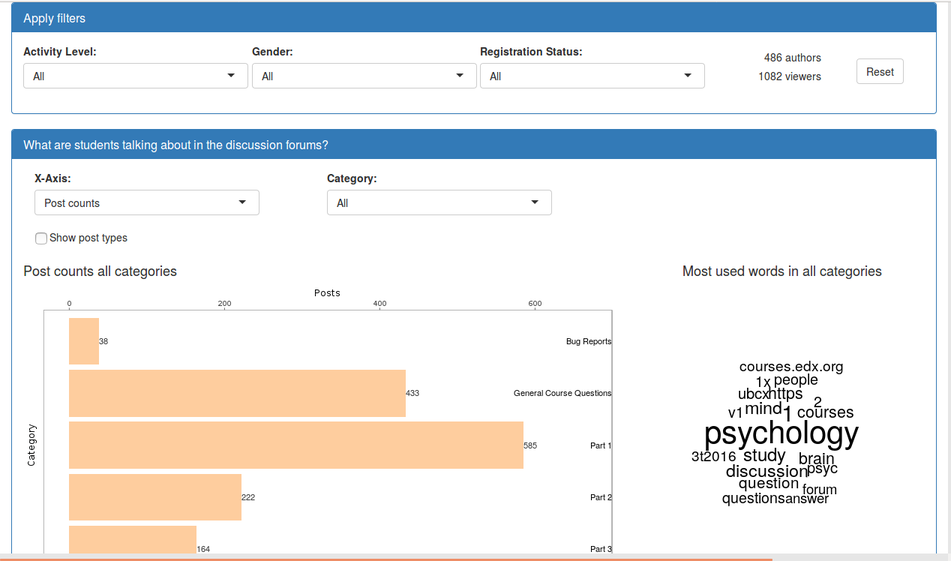 Apply filters
Activity Level: Gender: Registration Status:
All All All
486 authors
1082 viewers
Reset
What are students talking about in the discussion forums?
X-Axis: Category:
Post counts All
Show post types
Post counts all categories
Most used words in all categories
Posts
0 200 400 600
Category
38 Bug Reports
433 General Course Questions
585 Part 1
222 Part 2
164 Part 3
courses.edx.org
1x people
ubcxhttps
2
v1 mind 1 courses
psychology
3t2016 study brain
discussion psyc
question forum
questions answer